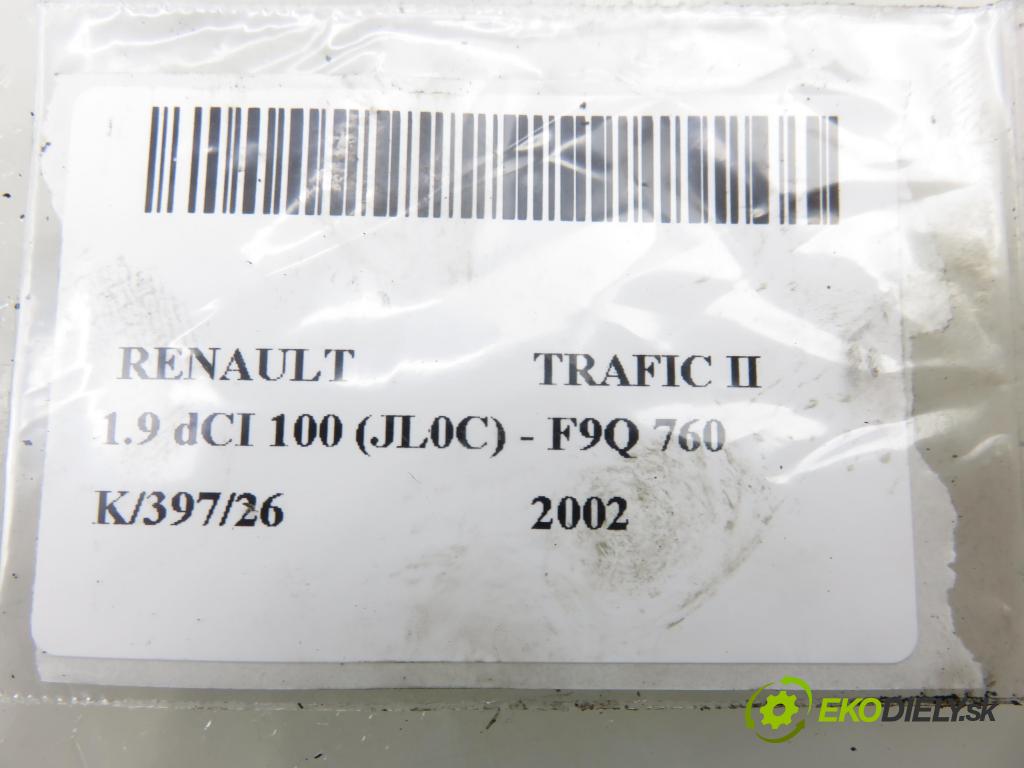 RENAULT TRAFIC II
1.9 dCI 100 (JL0C) - F9Q 760
K/397/26 2002
EKODIELY.SK